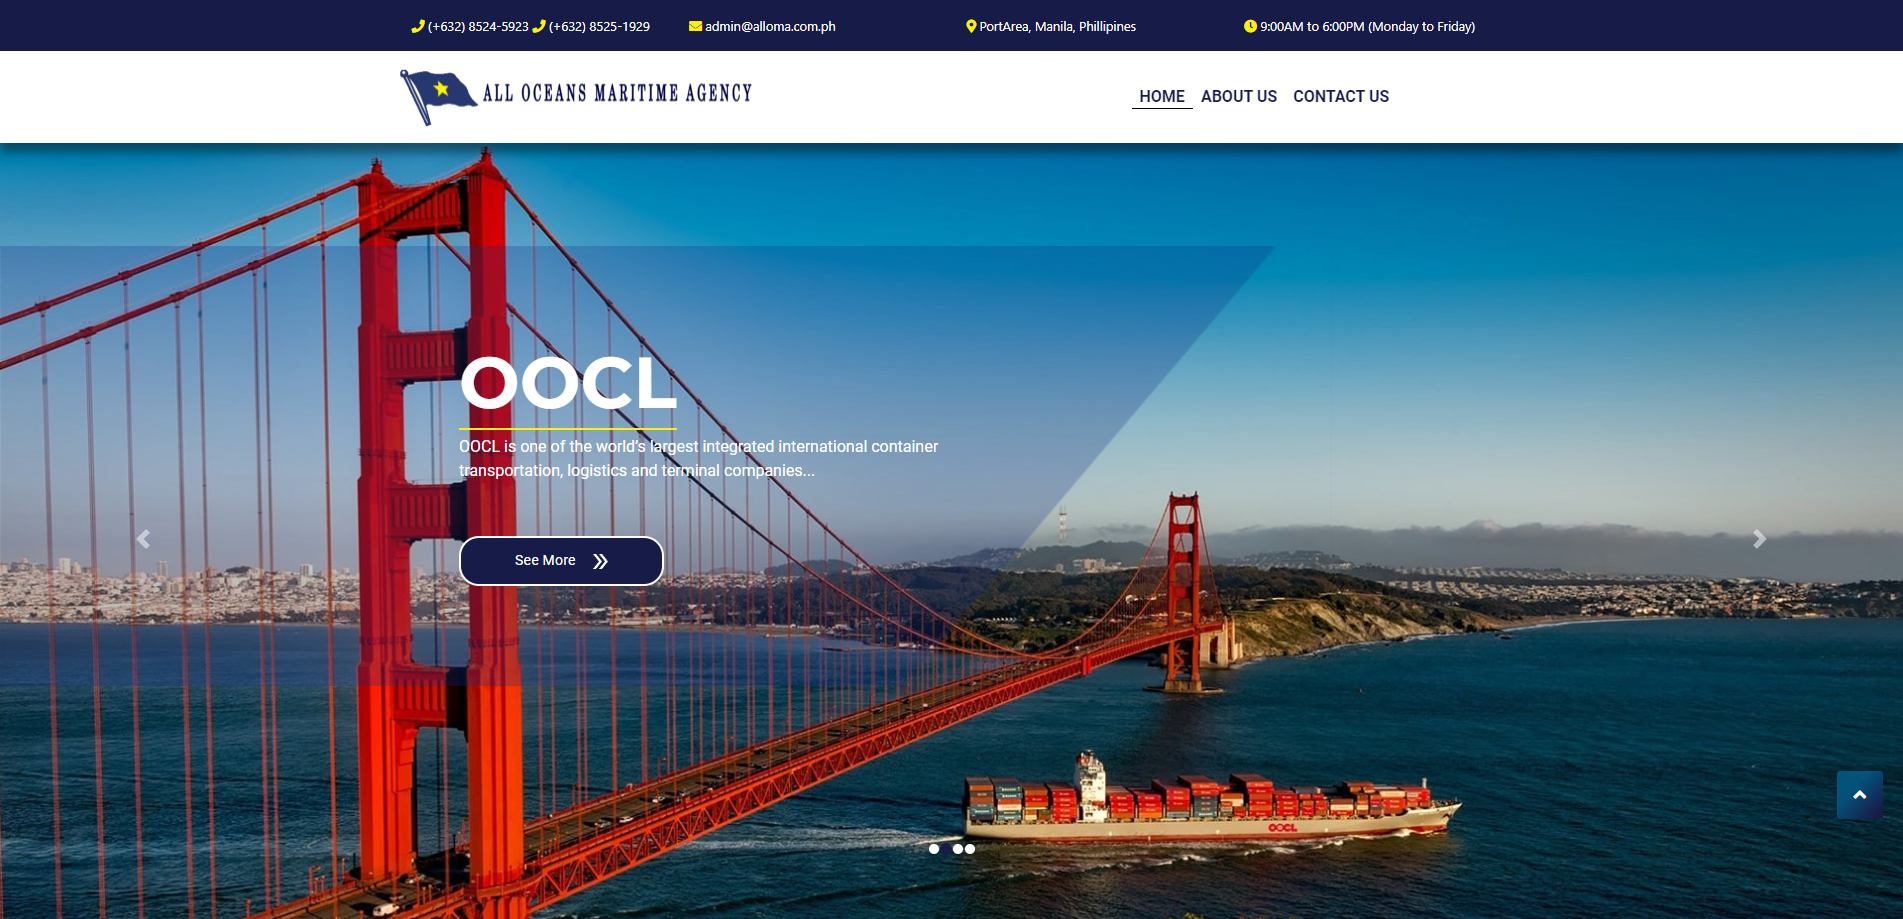 (+632) 8524-5923 (+632) 8525-1929 admin@alloma.com.ph PortArea, Manila, Phillipines 9:00AM to 6:00PM (Monday to Friday)
ALL OCEANS MARITIME AGENCY
HOME ABOUT US CONTACT US
OOCL
OOCL is one of the world's largest integrated international container
transportation, logistics and terminal companies...
See More
OOCL